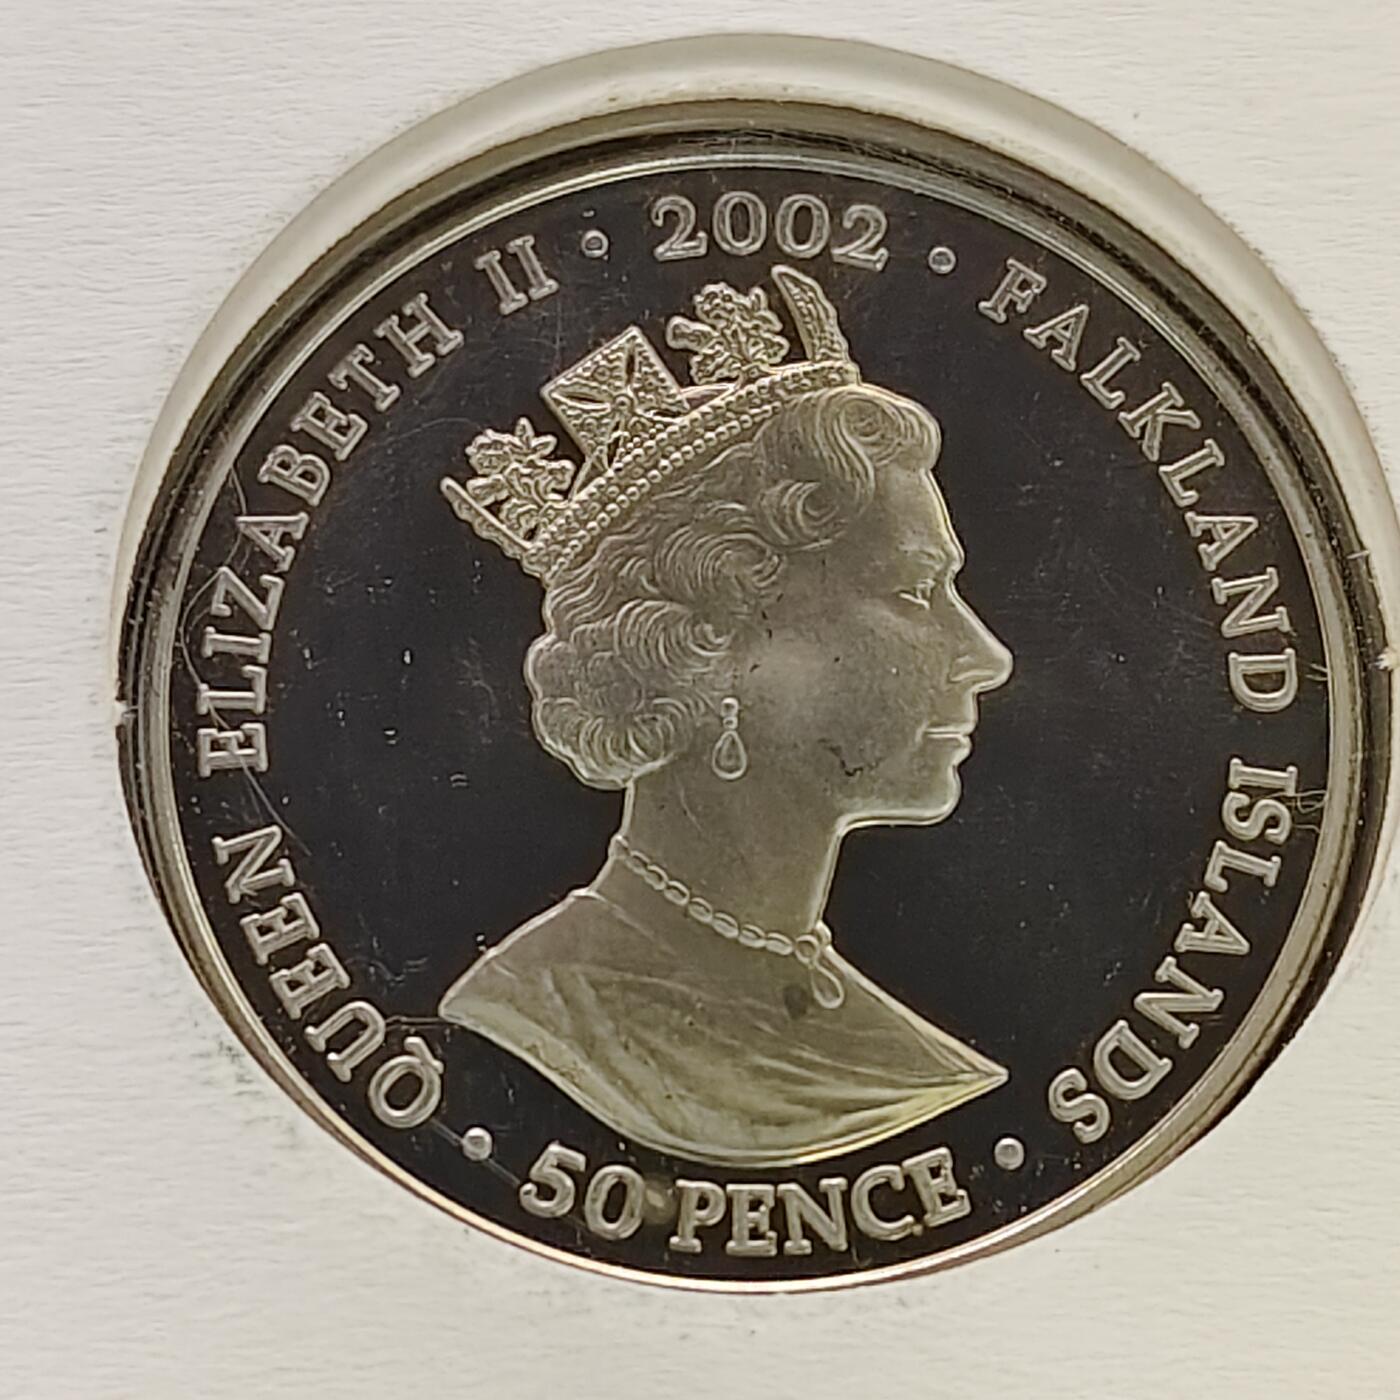 QUEEN ELIZABETH II • 2002 • FALKLAND ISLANDS
• 50 PENCE •